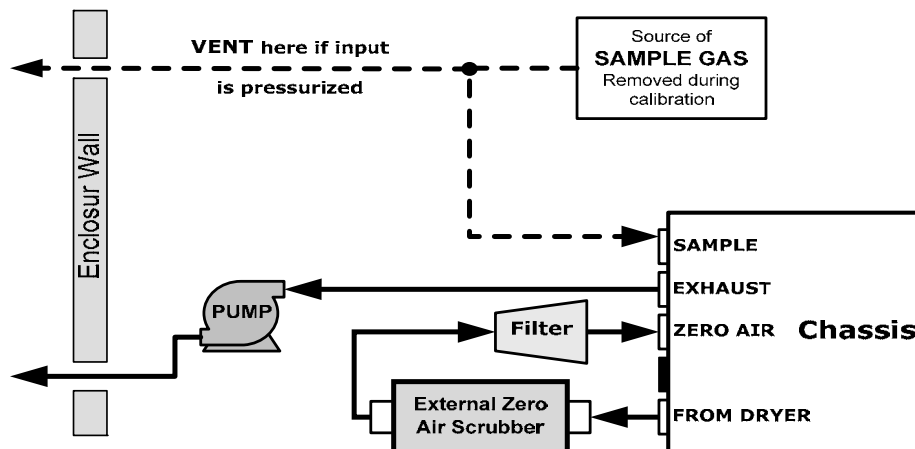 VENT here if input
is pressurized
Source of
SAMPLE GAS
Removed during
calibration
Enclosur Wall
SAMPLE
EXHAUST
PUMP
Filter
ZERO AIR
Chassis
External Zero
Air Scrubber
FROM DRYER